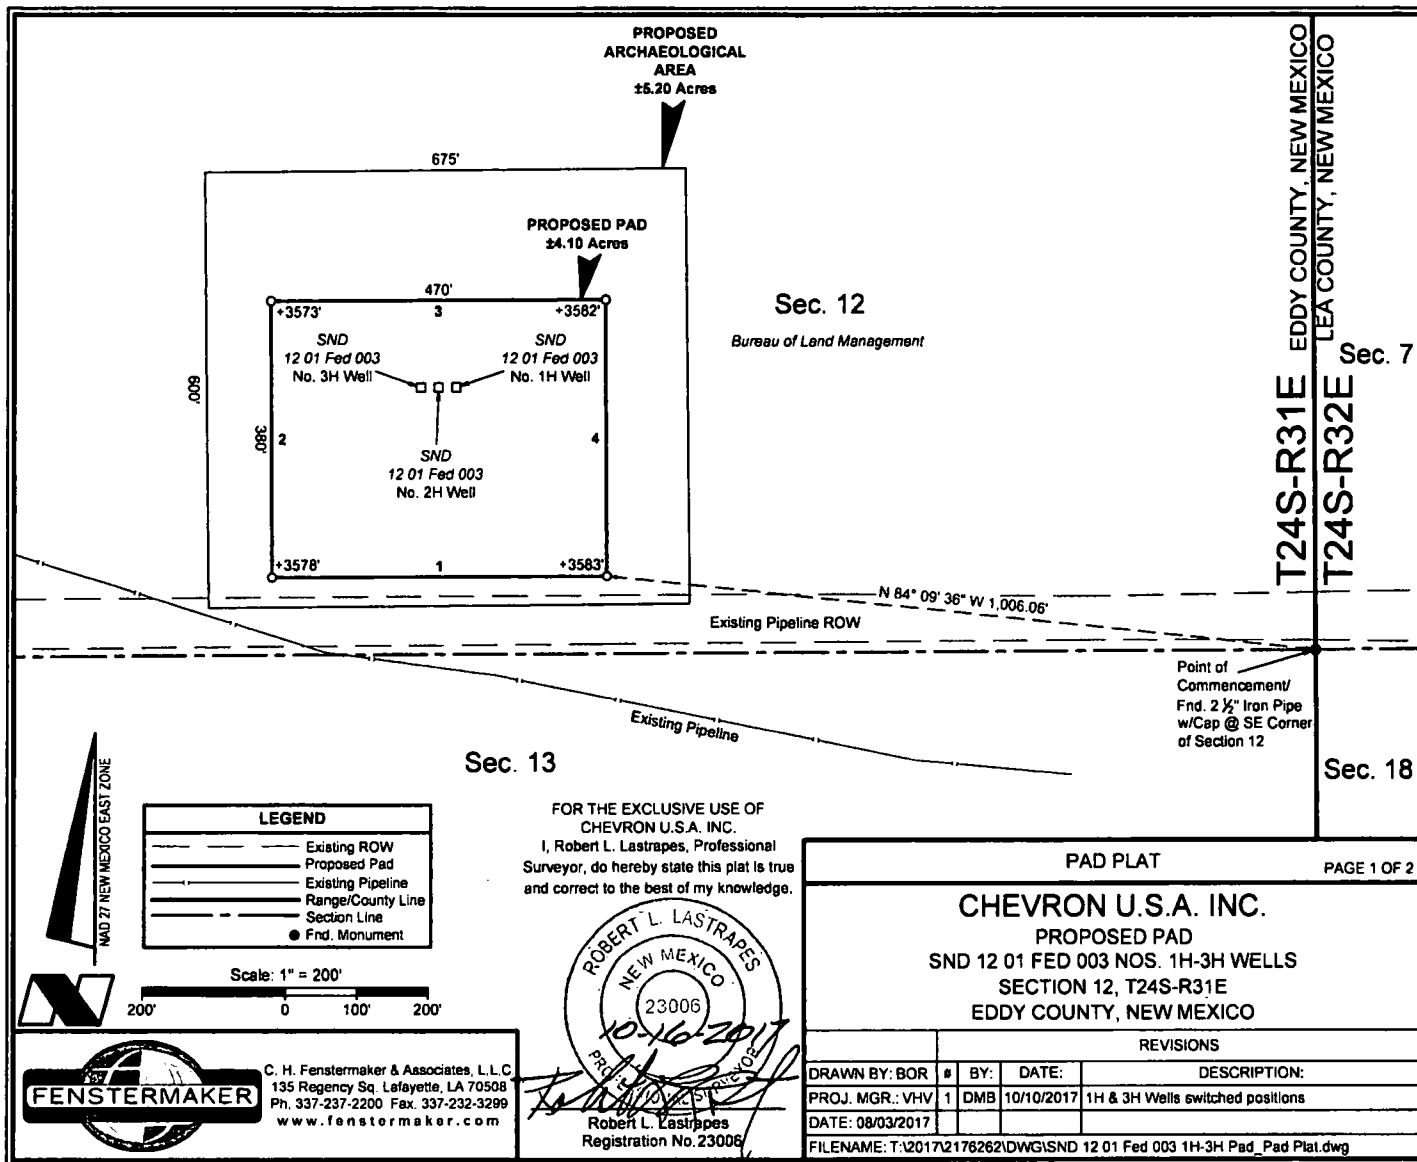 PROPOSED
ARCHAEOLOGICAL
AREA
±5.20 Acres
675'
PROPOSED PAD
±4.10 Acres
470'
3
+3573'
+3582'
SND
12 01 Fed 003
No. 3H Well
SND
12 01 Fed 003
No. 1H Well
600'
380'
2
4
SND
12 01 Fed 003
No. 2H Well
+3578'
1
+3583'
Sec. 12
Bureau of Land Management
EDDY COUNTY, NEW MEXICO
LEA COUNTY, NEW MEXICO
Sec. 7
T24S-R31E
T24S-R32E
N 84° 09' 36" W 1,006.06'
Existing Pipeline ROW
Point of
Commencement/
Fnd. 2 ½" Iron Pipe
w/Cap @ SE Corner
of Section 12
Existing Pipeline
Sec. 13
Sec. 18
NAD 27 NEW MEXICO EAST ZONE
LEGEND
Existing ROW
Proposed Pad
Existing Pipeline
Range/County Line
Section Line
Fnd. Monument
Scale: 1" = 200'
200' 0 100' 200'
FOR THE EXCLUSIVE USE OF
CHEVRON U.S.A. INC.
I, Robert L. Lastrapes, Professional
Surveyor, do hereby state this plat is true
and correct to the best of my knowledge.
ROBERT L. LASTRAPES
NEW MEXICO
23006
10-16-2017
PROFESSIONAL SURVEYOR
Robert L. Lastrapes
Registration No. 23006
FENSTERMAKER
C. H. Fenstermaker & Associates, L.L.C.
135 Regency Sq. Lafayette, LA 70508
Ph. 337-237-2200 Fax. 337-232-3299
www.fenstermaker.com
PAD PLAT
PAGE 1 OF 2
CHEVRON U.S.A. INC.
PROPOSED PAD
SND 12 01 FED 003 NOS. 1H-3H WELLS
SECTION 12, T24S-R31E
EDDY COUNTY, NEW MEXICO
REVISIONS
DRAWN BY: BOR # BY: DATE: DESCRIPTION:
PROJ. MGR.: VHV 1 DMB 10/10/2017 1H & 3H Wells switched positions
DATE: 08/03/2017
FILENAME: T:\2017\2176262\DWG\SND 12 01 Fed 003 1H-3H Pad_Pad Plat.dwg